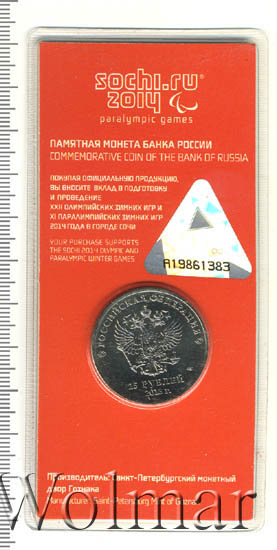 sochi.ru
2014
paralympic games
ПАМЯТНАЯ МОНЕТА БАНКА РОССИИ
COMMEMORATIVE COIN OF THE BANK OF RUSSIA
ПОКУПАЯ ОФИЦИАЛЬНУЮ ПРОДУКЦИЮ,
ВЫ ВНОСИТЕ ВКЛАД В ПОДГОТОВКУ
И ПРОВЕДЕНИЕ
XXII ОЛИМПИЙСКИХ ЗИМНИХ ИГР И
XI ПАРАЛИМПИЙСКИХ ЗИМНИХ ИГР
2014 ГОДА В ГОРОДЕ СОЧИ
YOUR PURCHASE SUPPORTS
THE SOCHI 2014 OLYMPIC AND
PARALYMPIC WINTER GAMES
A19861383
РОССИЙСКАЯ ФЕДЕРАЦИЯ
25 РУБЛЕЙ
Производитель: Санкт-Петербургский монетный
двор Гознака
Manufacturer: Saint-Petersburg Mint of Goznak
Wolmar